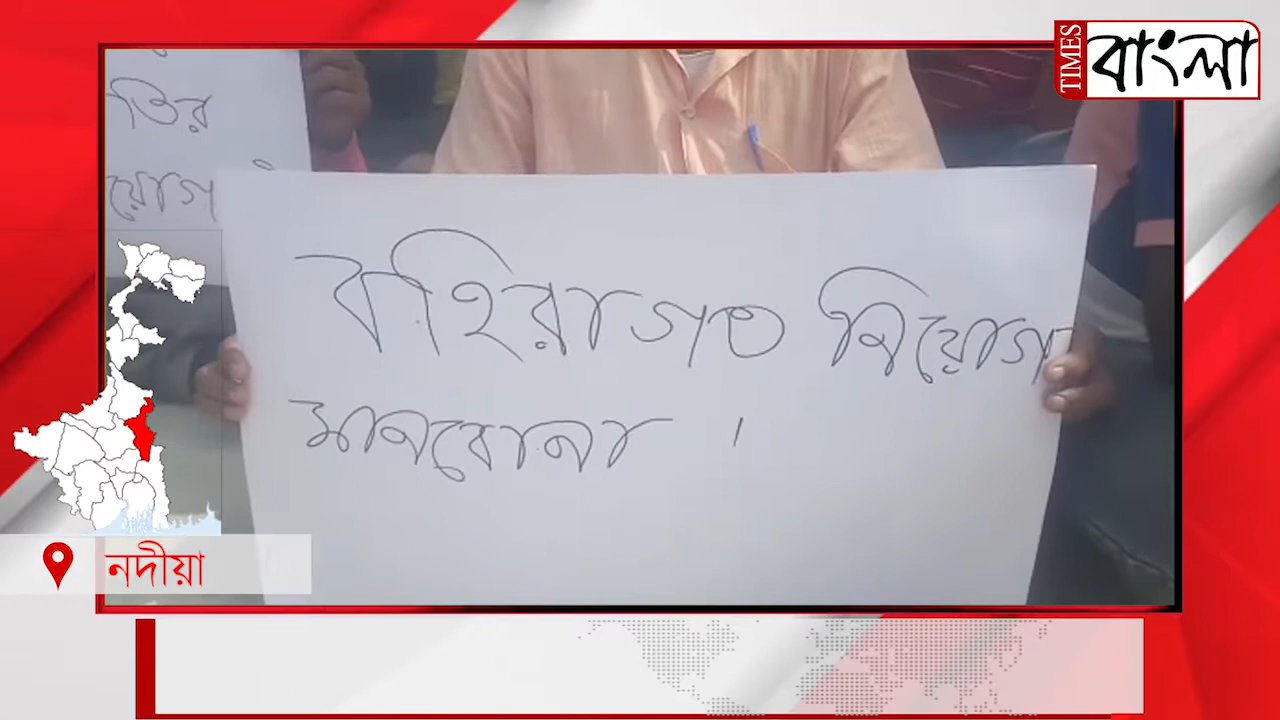 TIMES বাংলা
তির
য়োগ
বহিরাগত নিয়োগ
মানবোনা ।
নদীয়া